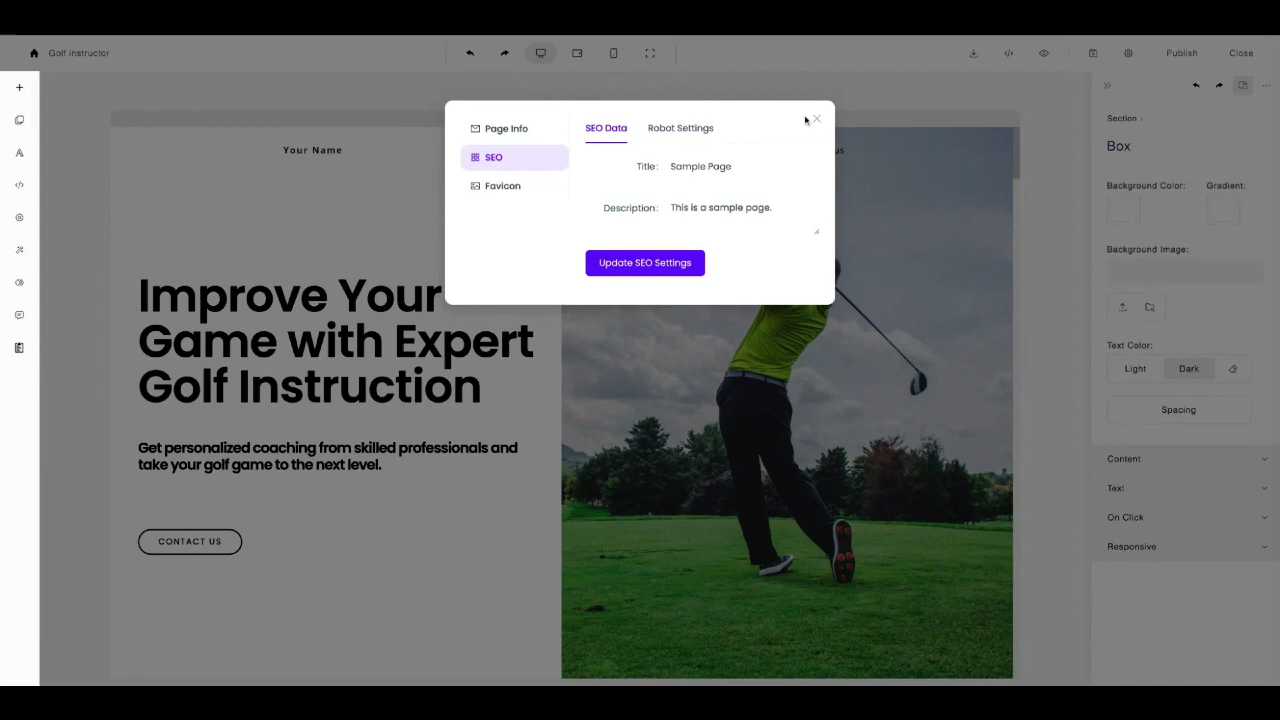 Golf instructor
Publish
Close
Page Info
SEO
Favicon
SEO Data
Robot Settings
Title:
Sample Page
Description:
This is a sample page.
Update SEO Settings
Your Name
us
Improve Your
Game with Expert
Golf Instruction
Get personalized coaching from skilled professionals and
take your golf game to the next level.
CONTACT US
Section
Box
Background Color:
Gradient:
Background Image:
Text Color:
Light
Dark
Spacing
Content
Text
On Click
Responsive